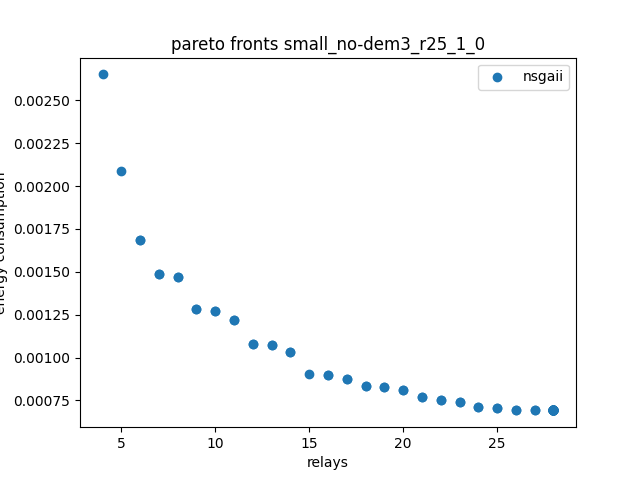 pareto fronts small_no-dem3_r25_1_0
nsgaii
0.00250
0.00225
0.00200
0.00175
0.00150
0.00125
0.00100
0.00075
energy consumption
5 10 15 20 25
relays